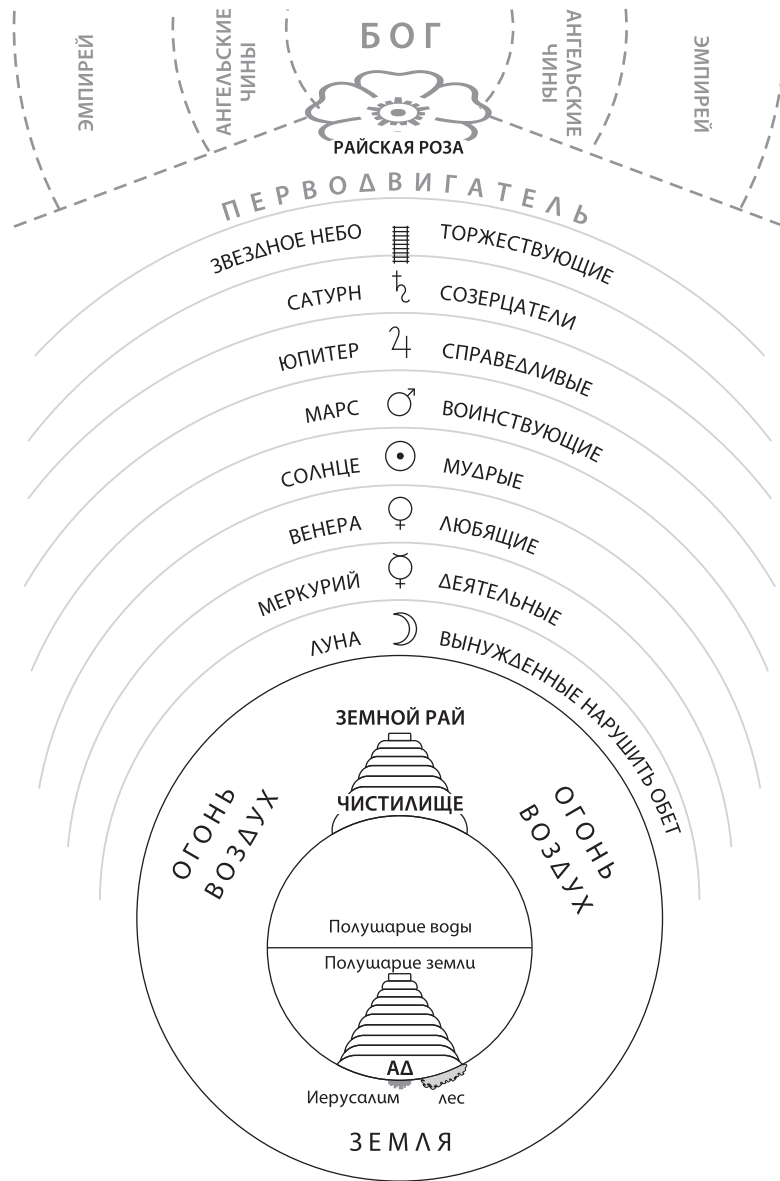 БОГ
ЭМПИРЕЙ
АНГЕЛЬСКИЕ
ЧИНЫ
АНГЕЛЬСКИЕ
ЧИНЫ
ЭМПИРЕЙ
РАЙСКАЯ РОЗА
ПЕРВОДВИГАТЕЛЬ
ЗВЕЗДНОЕ НЕБО ТОРЖЕСТВУЮЩИЕ
САТУРН ♄ СОЗЕРЦАТЕЛИ
ЮПИТЕР ♃ СПРАВЕДЛИВЫЕ
МАРС ♂ ВОИНСТВУЮЩИЕ
СОЛНЦЕ ☉ МУДРЫЕ
ВЕНЕРА ♀ ЛЮБЯЩИЕ
МЕРКУРИЙ ☿ ДЕЯТЕЛЬНЫЕ
ЛУНА ☽ ВЫНУЖДЕННЫЕ НАРУШИТЬ ОБЕТ
ЗЕМНОЙ РАЙ
ЧИСТИЛИЩЕ
ОГОНЬ
ВОЗДУХ
ОГОНЬ
ВОЗДУХ
Полушарие воды
Полушарие земли
АД
Иерусалим лес
ЗЕМЛЯ